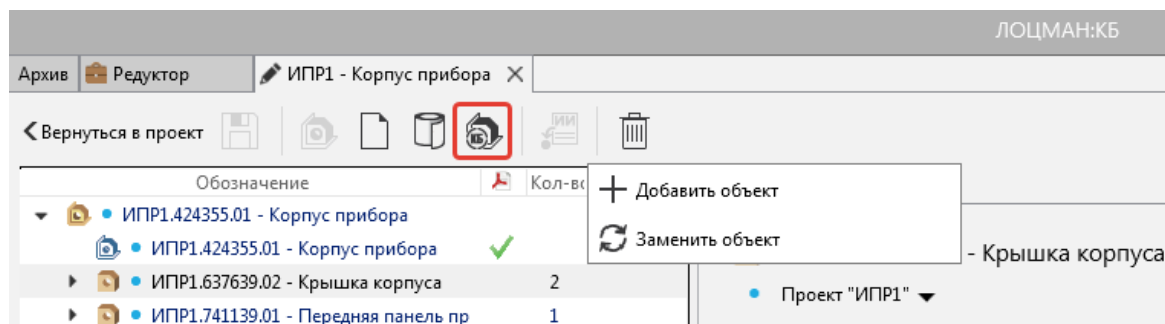 ЛОЦМАН:КБ
Архив Редуктор ИПР1 - Корпус прибора
Вернуться в проект КБ ИИ
Обозначение Кол-во
Добавить объект
ИПР1.424355.01 - Корпус прибора
ИПР1.424355.01 - Корпус прибора
Заменить объект
- Крышка корпуса
ИПР1.637639.02 - Крышка корпуса 2
Проект "ИПР1"
ИПР1.741139.01 - Передняя панель пр 1